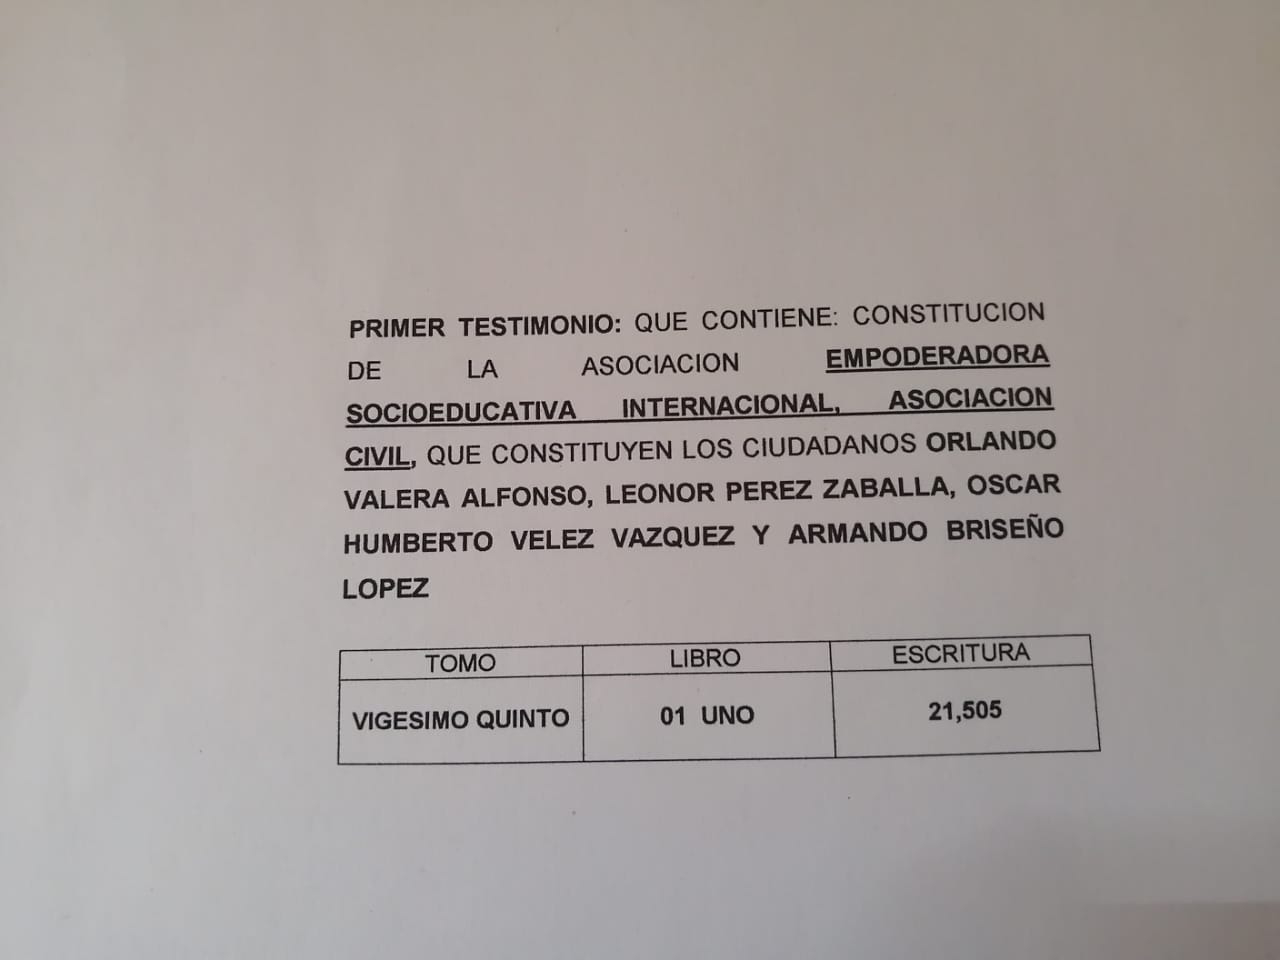 PRIMER TESTIMONIO: QUE CONTIENE: CONSTITUCION
DE LA ASOCIACION EMPODERADORA
SOCIOEDUCATIVA INTERNACIONAL, ASOCIACION
CIVIL, QUE CONSTITUYEN LOS CIUDADANOS ORLANDO
VALERA ALFONSO, LEONOR PEREZ ZABALLA, OSCAR
HUMBERTO VELEZ VAZQUEZ Y ARMANDO BRISEÑO
LOPEZ
TOMO LIBRO ESCRITURA
VIGESIMO QUINTO 01 UNO 21,505